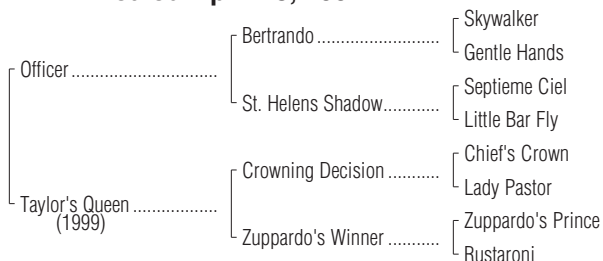 Skywalker
Bertrando
Gentle Hands
Officer
Septieme Ciel
St. Helens Shadow
Little Bar Fly
Chief's Crown
Crowning Decision
Lady Pastor
Taylor's Queen
(1999)
Zuppardo's Prince
Zuppardo's Winner
Rustaroni